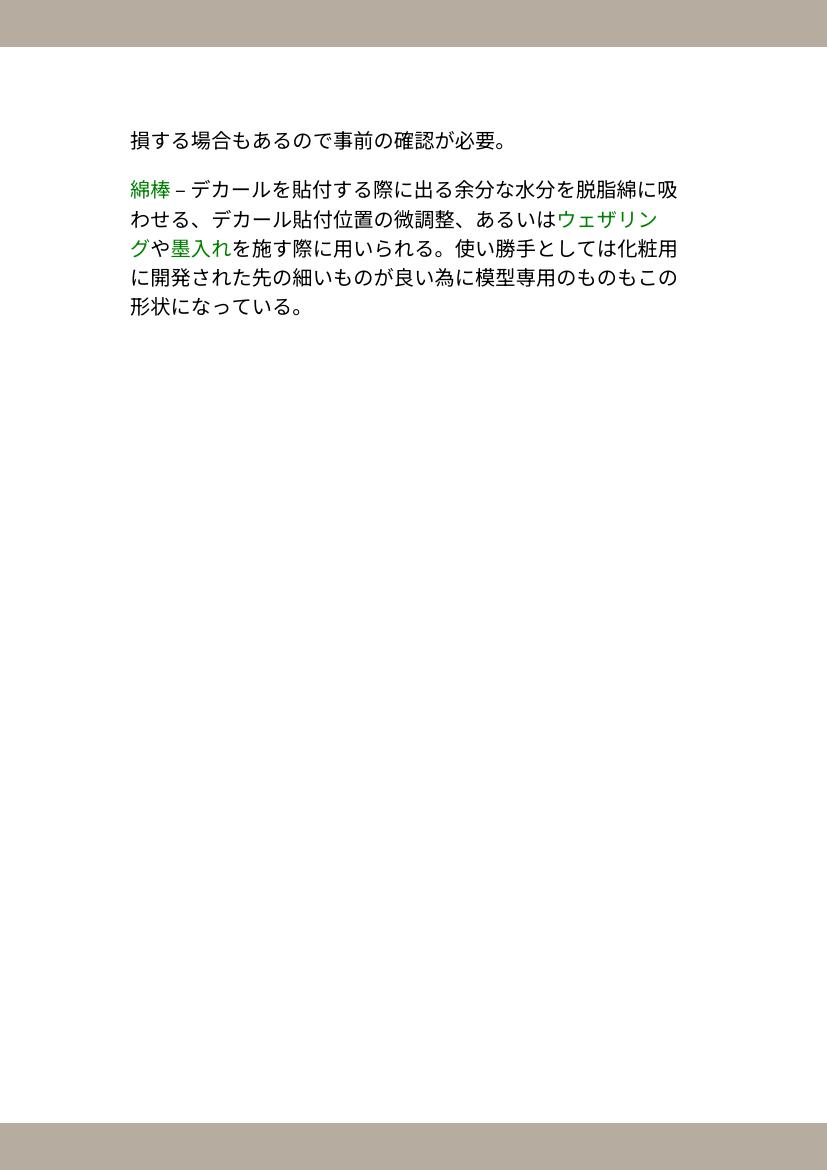 損する場合もあるので事前の確認が必要。
綿棒 – デカールを貼付する際に出る余分な水分を脱脂綿に吸
わせる、デカール貼付位置の微調整、あるいはウェザリン
グや墨入れを施す際に用いられる。使い勝手としては化粧用
に開発された先の細いものが良い為に模型専用のものもこの
形状になっている。